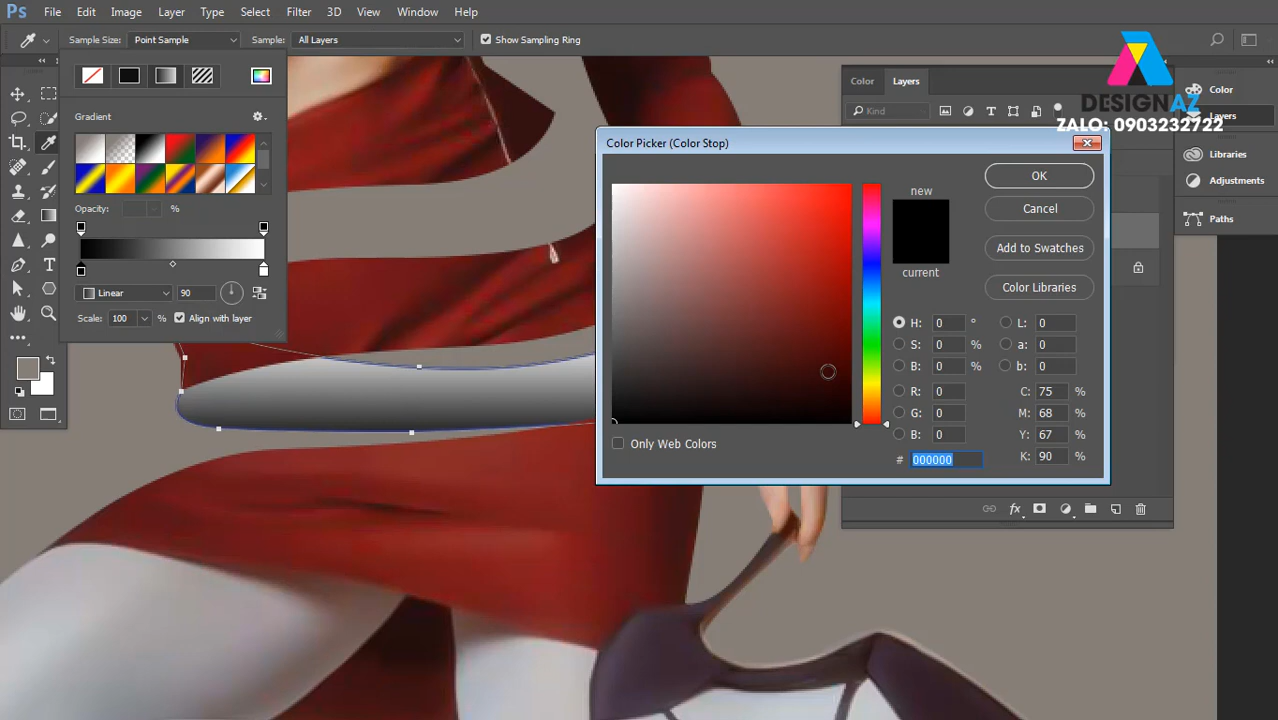 Ps File Edit Image Layer Type Select Filter 3D View Window Help
Sample Size: Point Sample Sample: All Layers Show Sampling Ring
Gradient
Opacity: %
Linear 90
Scale: 100 % Align with layer
T
Color Layers
Kind T
DESIGNAZ
ZALO: 0903232722
Color
Layers
Libraries
Adjustments
Paths
fx
Color Picker (Color Stop)
new
current
OK
Cancel
Add to Swatches
Color Libraries
H: 0 ° L: 0
S: 0 % a: 0
B: 0 % b: 0
R: 0 C: 75 %
G: 0 M: 68 %
B: 0 Y: 67 %
# 000000 K: 90 %
Only Web Colors